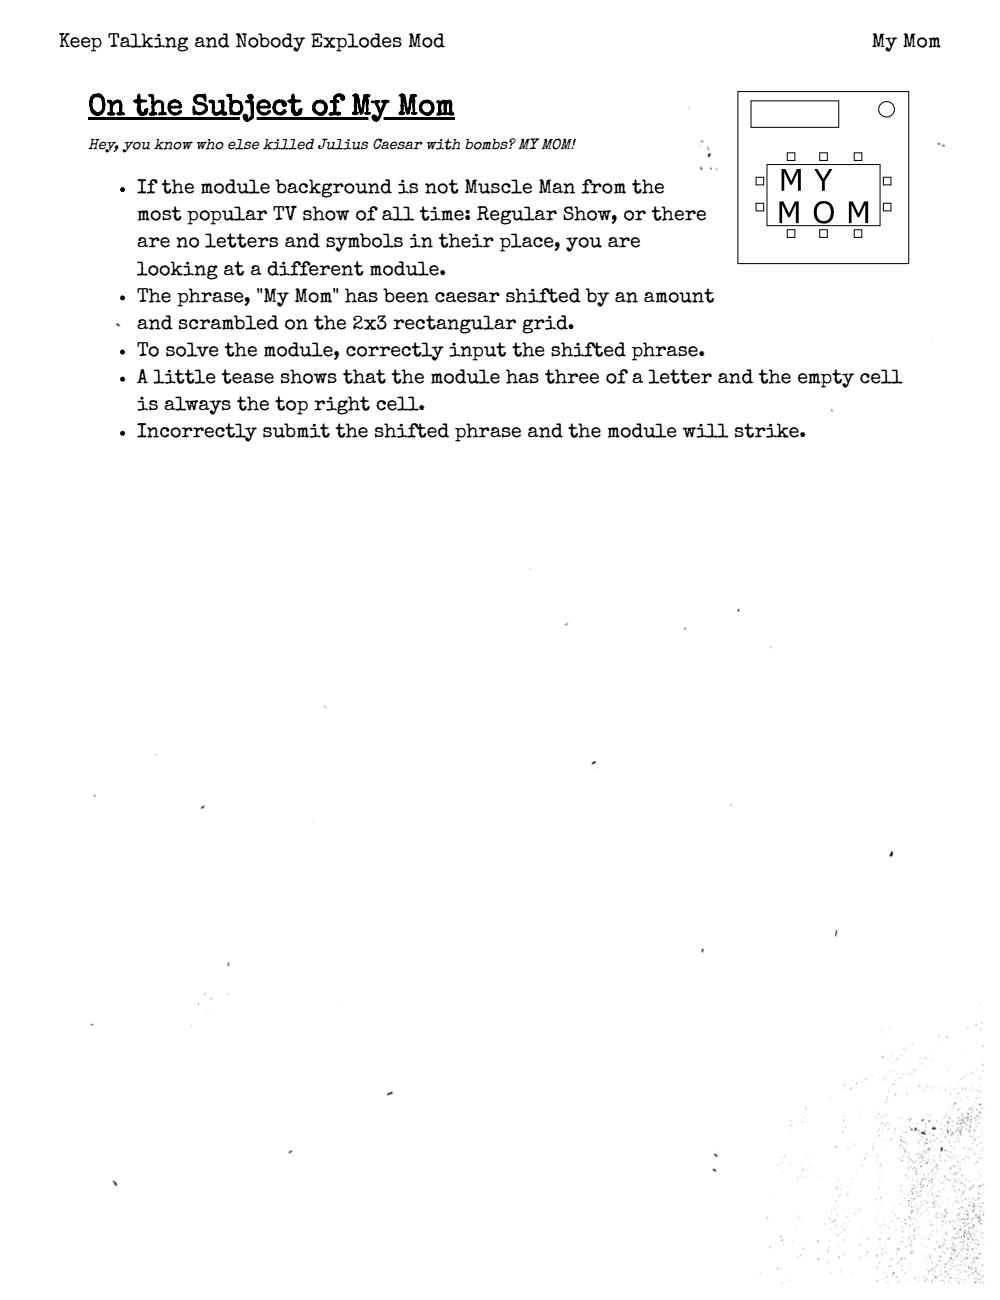 Keep Talking and Nobody Explodes Mod
My Mom
On the Subject of My Mom
Hey, you know who else killed Julius Caesar with bombs? MY MOM!
• If the module background is not Muscle Man from the
most popular TV show of all time: Regular Show, or there
are no letters and symbols in their place, you are
looking at a different module.
• The phrase, "My Mom" has been caesar shifted by an amount
and scrambled on the 2x3 rectangular grid.
• To solve the module, correctly input the shifted phrase.
• A little tease shows that the module has three of a letter and the empty cell
is always the top right cell.
• Incorrectly submit the shifted phrase and the module will strike.
M Y
M O M